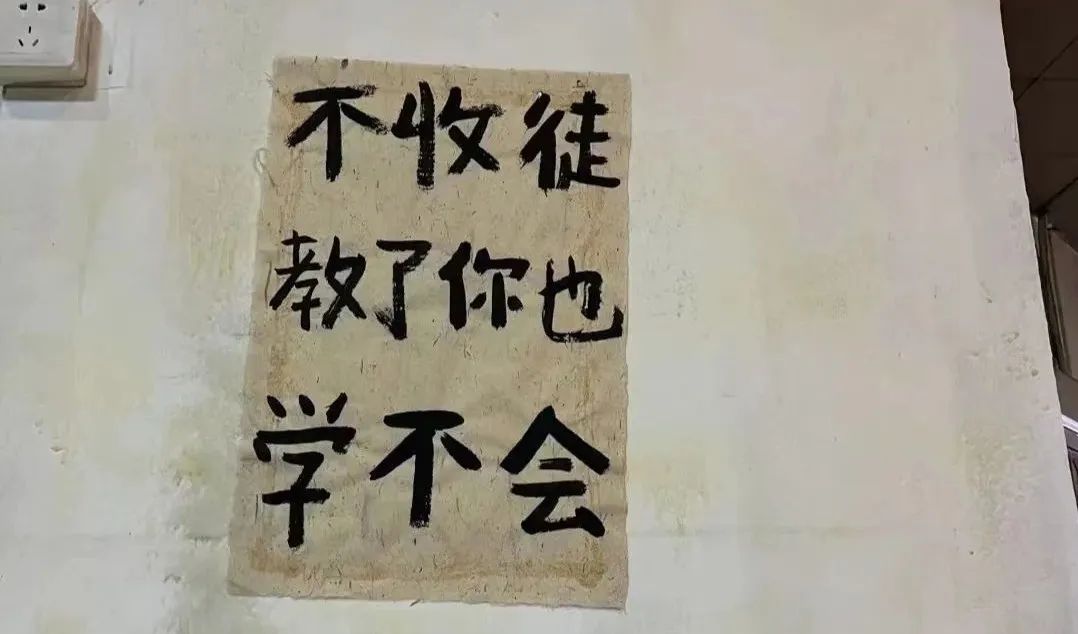 不收徒
教了你也
学不会